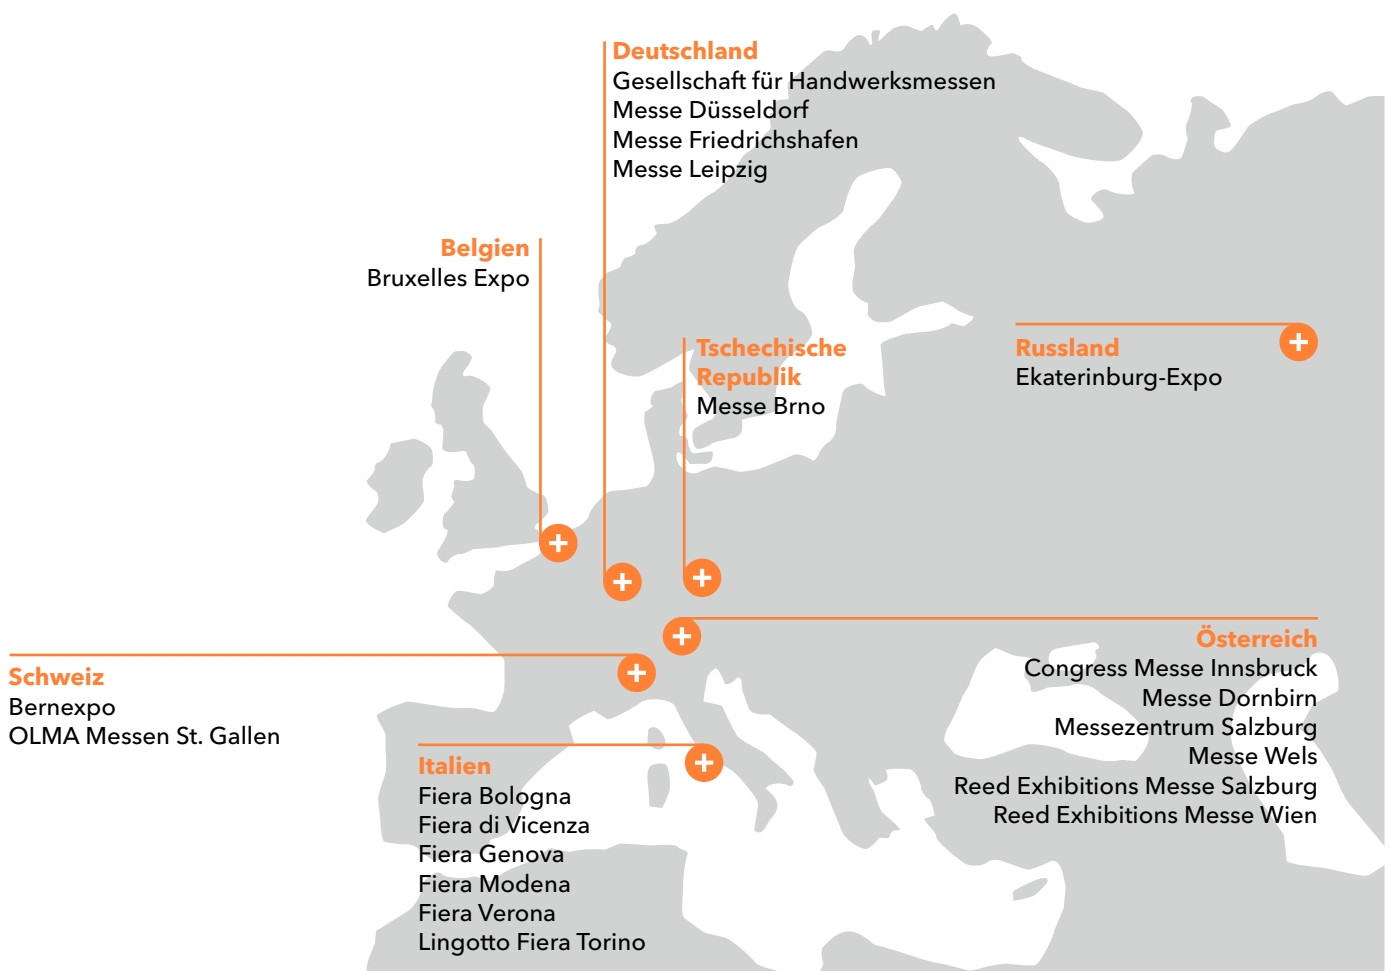 Deutschland
Gesellschaft für Handwerksmessen
Messe Düsseldorf
Messe Friedrichshafen
Messe Leipzig
Belgien
Bruxelles Expo
Tschechische
Republik
Messe Brno
Russland
Ekaterinburg-Expo
Österreich
Congress Messe Innsbruck
Messe Dornbirn
Messezentrum Salzburg
Messe Wels
Reed Exhibitions Messe Salzburg
Reed Exhibitions Messe Wien
Schweiz
Bernexpo
OLMA Messen St. Gallen
Italien
Fiera Bologna
Fiera di Vicenza
Fiera Genova
Fiera Modena
Fiera Verona
Lingotto Fiera Torino